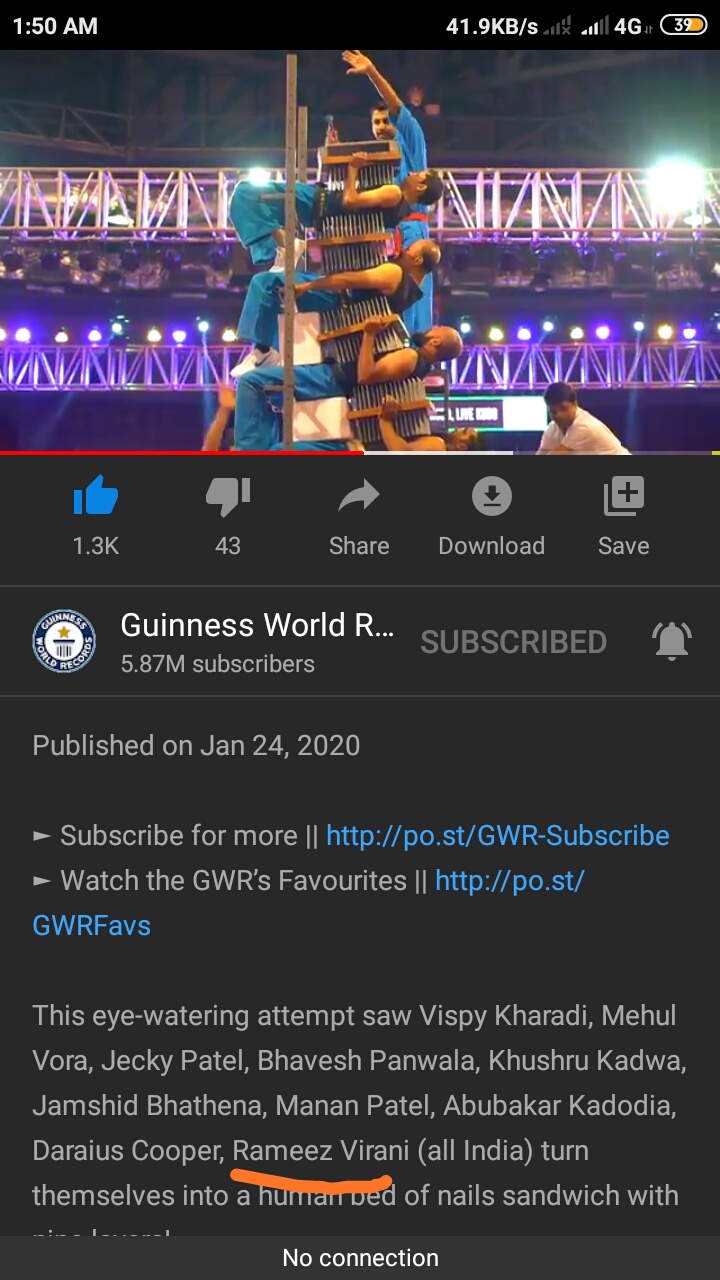 1:50 AM 41.9KB/s 4G 39
, LIVE KUDO
1.3K 43 Share Download Save
GUINNESS WORLD RECORDS
Guinness World R... SUBSCRIBED
5.87M subscribers
Published on Jan 24, 2020
► Subscribe for more || http://po.st/GWR-Subscribe
► Watch the GWR’s Favourites || http://po.st/
GWRFavs
This eye-watering attempt saw Vispy Kharadi, Mehul
Vora, Jecky Patel, Bhavesh Panwala, Khushru Kadwa,
Jamshid Bhathena, Manan Patel, Abubakar Kadodia,
Daraius Cooper, Rameez Virani (all India) turn
themselves into a human bed of nails sandwich with
No connection